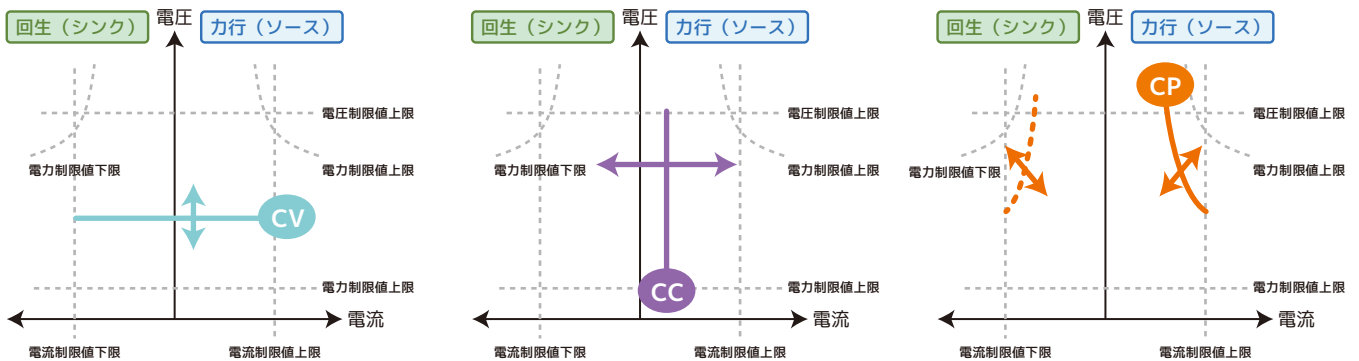 回生（シンク）
電圧
力行（ソース）
電圧制限値上限
電力制限値下限
電力制限値上限
CV
電力制限値上限
電流
電流制限値下限
電流制限値上限
回生（シンク）
電圧
力行（ソース）
電圧制限値上限
電力制限値下限
電力制限値上限
CC
電力制限値上限
電流
電流制限値下限
電流制限値上限
回生（シンク）
電圧
力行（ソース）
CP
電圧制限値上限
電力制限値下限
電力制限値上限
電力制限値上限
電流
電流制限値下限
電流制限値上限